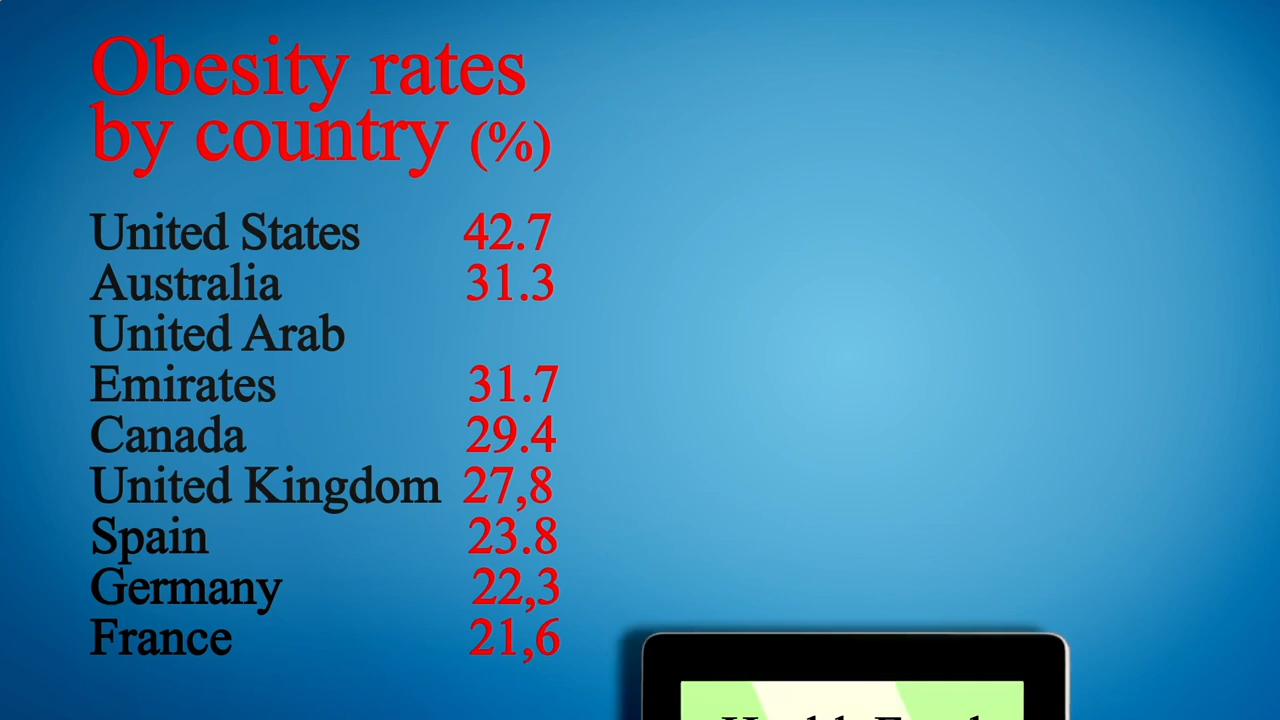 Obesity rates
by country (%)
United States 42.7
Australia 31.3
United Arab
Emirates 31.7
Canada 29.4
United Kingdom 27,8
Spain 23.8
Germany 22,3
France 21,6